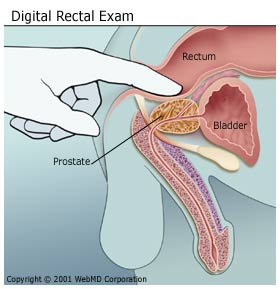 Digital Rectal Exam
Rectum
Bladder
Prostate
Copyright © 2001 WebMD Corporation